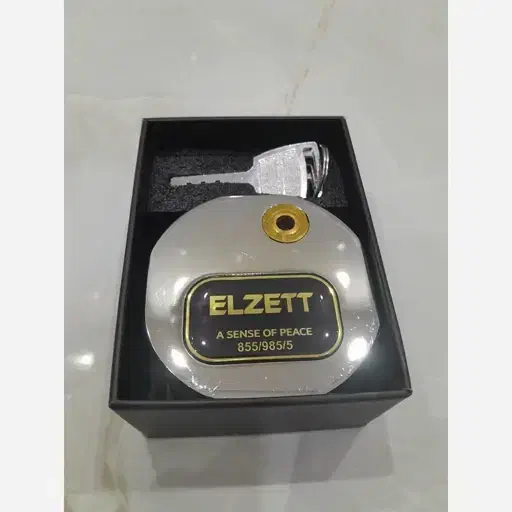 ELZETT
A SENSE OF PEACE
855/985/5